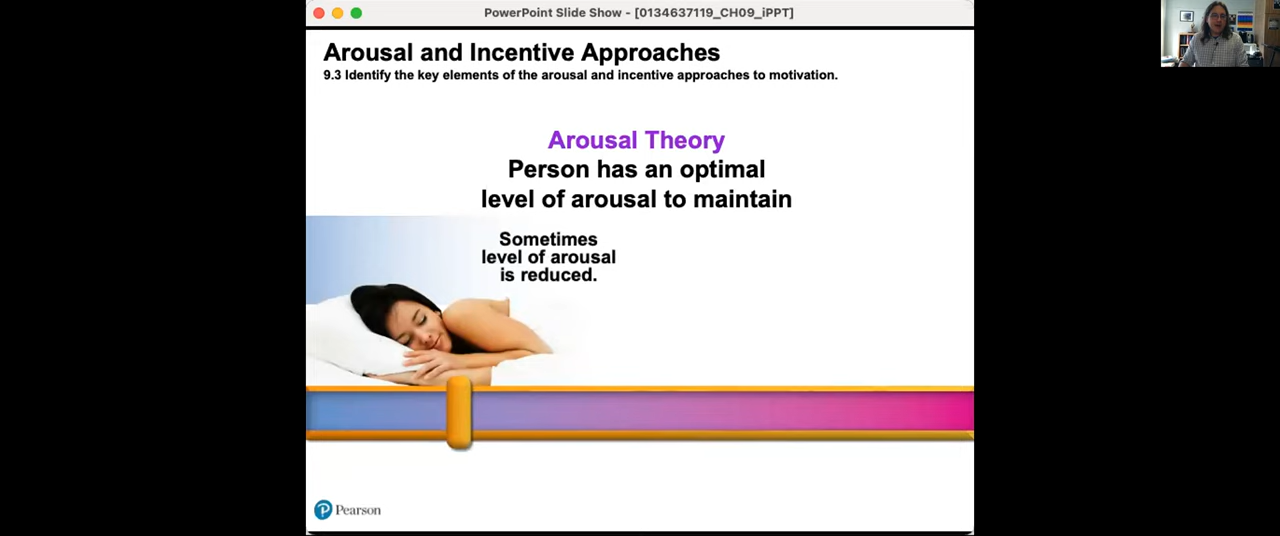 PowerPoint Slide Show - [0134637119_CH09_iPPT]
Arousal and Incentive Approaches
9.3 Identify the key elements of the arousal and incentive approaches to motivation.
Arousal Theory
Person has an optimal
level of arousal to maintain
Sometimes
level of arousal
is reduced.
Pearson